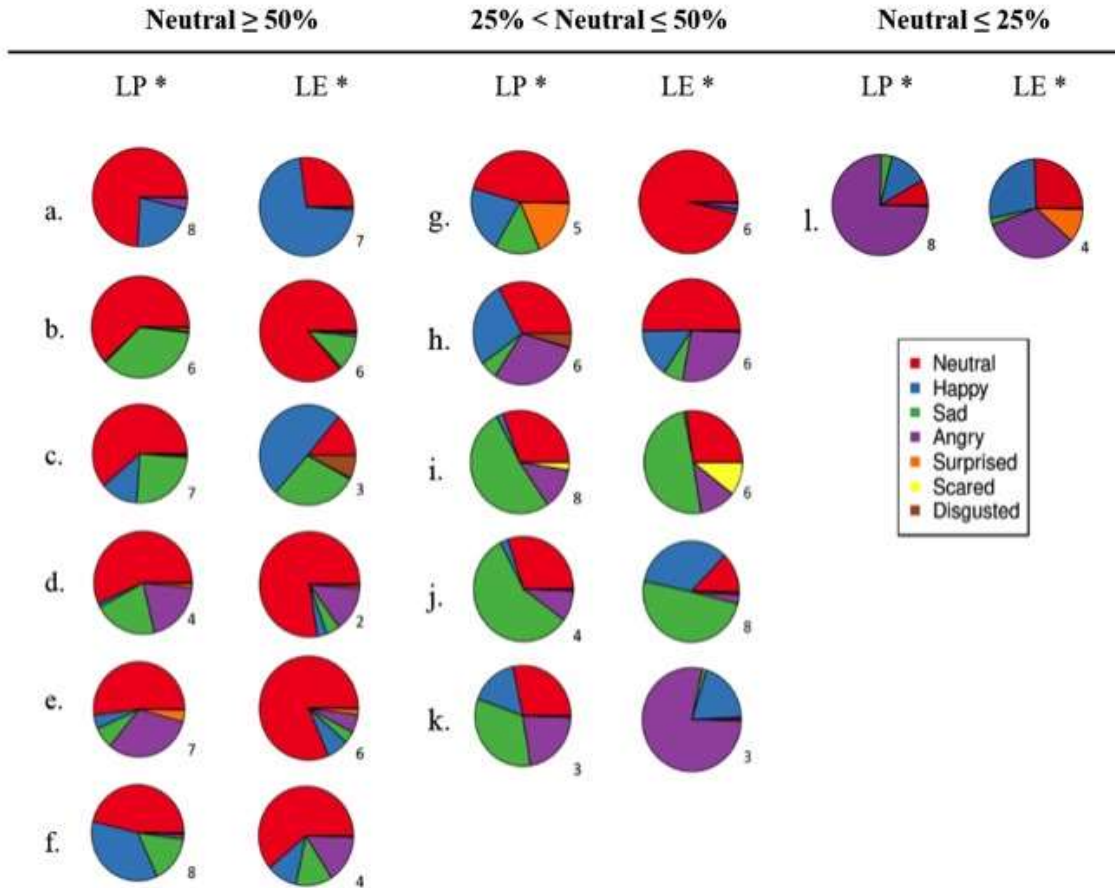 Neutral ≥ 50% 25% < Neutral ≤ 50% Neutral ≤ 25%
LP * LE * LP * LE * LP * LE *
a. 8 7 g. 5 6 l. 8 4
b. 6 6 h. 6 6
c. 7 3 i. 8 6
d. 4 2 j. 4 8
e. 7 6 k. 3 3
f. 8 4
Neutral
Happy
Sad
Angry
Surprised
Scared
Disgusted